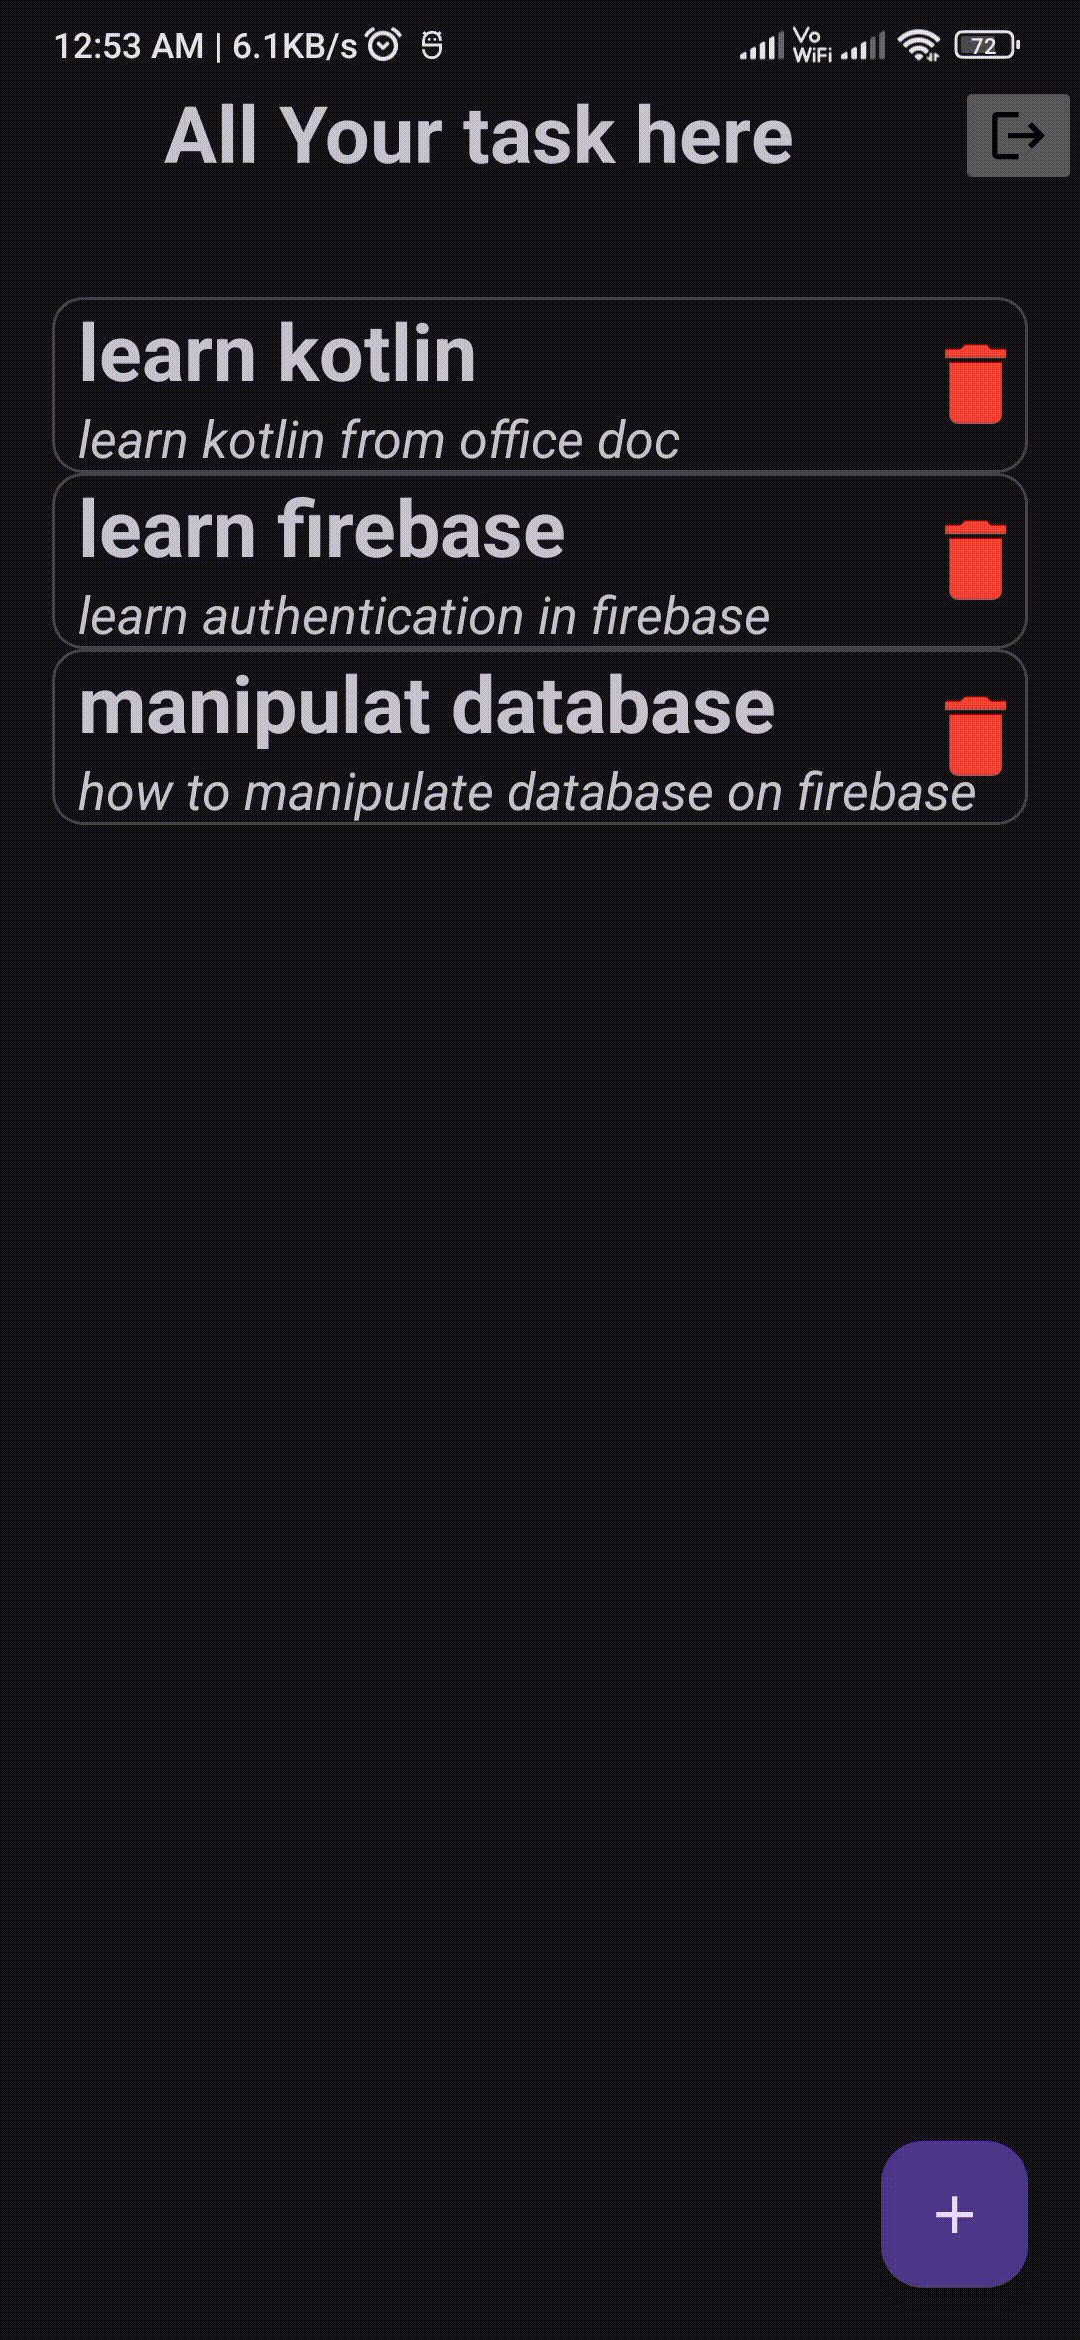 12:53 AM | 6.1KB/s
Vo
WiFi
72
All Your task here
learn kotlin
learn kotlin from office doc
learn firebase
learn authentication in firebase
manipulat database
how to manipulate database on firebase
+